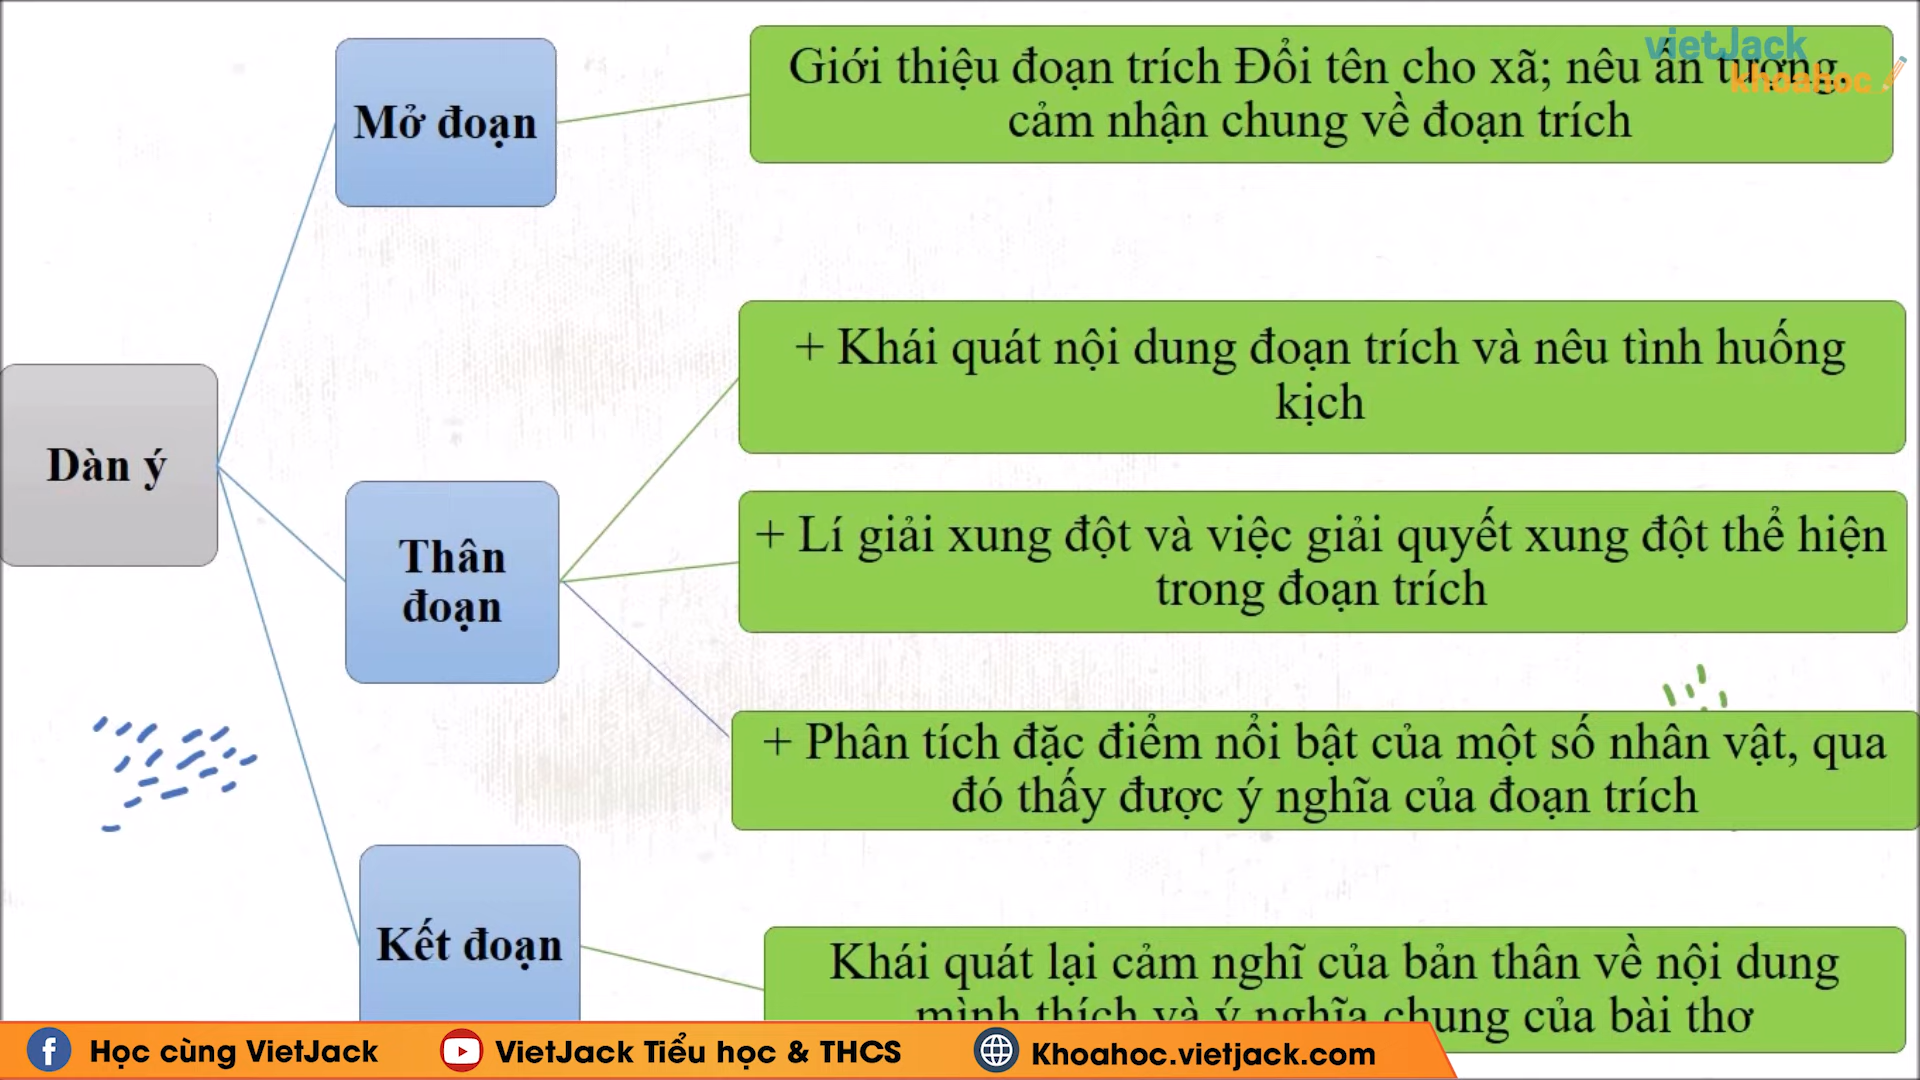 Giới thiệu đoạn trích Đổi tên cho xã; nêu ấn tượng,
cảm nhận chung về đoạn trích
vietJack
khoahoc
Mở đoạn
+ Khái quát nội dung đoạn trích và nêu tình huống
kịch
Dàn ý
+ Lí giải xung đột và việc giải quyết xung đột thể hiện
trong đoạn trích
Thân
đoạn
+ Phân tích đặc điểm nổi bật của một số nhân vật, qua
đó thấy được ý nghĩa của đoạn trích
Kết đoạn
Khái quát lại cảm nghĩ của bản thân về nội dung
mình thích và ý nghĩa chung của bài thơ
Học cùng VietJack
VietJack Tiểu học & THCS
Khoahoc.vietjack.com